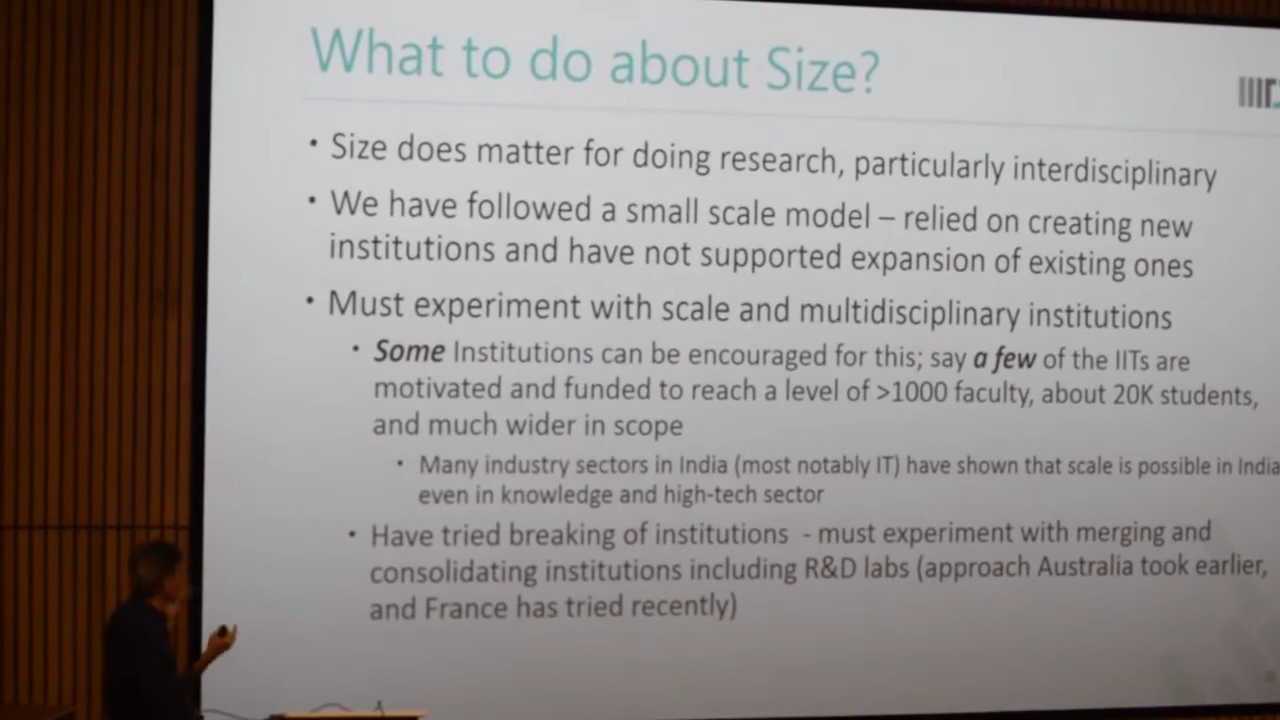 What to do about Size?
• Size does matter for doing research, particularly interdisciplinary
• We have followed a small scale model – relied on creating new
institutions and have not supported expansion of existing ones
• Must experiment with scale and multidisciplinary institutions
• Some Institutions can be encouraged for this; say a few of the IITs are
motivated and funded to reach a level of >1000 faculty, about 20K students,
and much wider in scope
• Many industry sectors in India (most notably IT) have shown that scale is possible in India
even in knowledge and high-tech sector
• Have tried breaking of institutions - must experiment with merging and
consolidating institutions including R&D labs (approach Australia took earlier,
and France has tried recently)